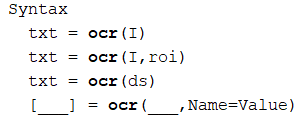 Syntax
txt = ocr(I)
txt = ocr(I,roi)
txt = ocr(ds)
[___] = ocr(___,Name=Value)